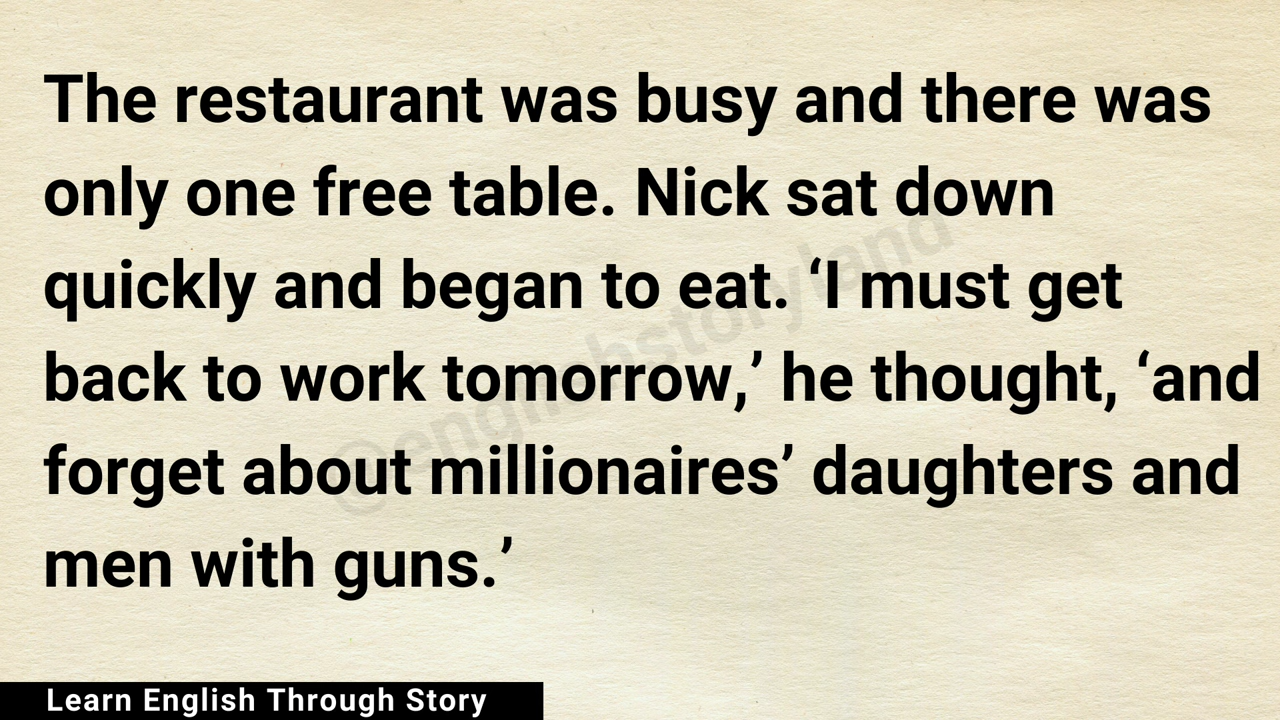 The restaurant was busy and there was
only one free table. Nick sat down
quickly and began to eat. ‘I must get
back to work tomorrow,’ he thought, ‘and
forget about millionaires’ daughters and
men with guns.’
@englishstoryland
Learn English Through Story